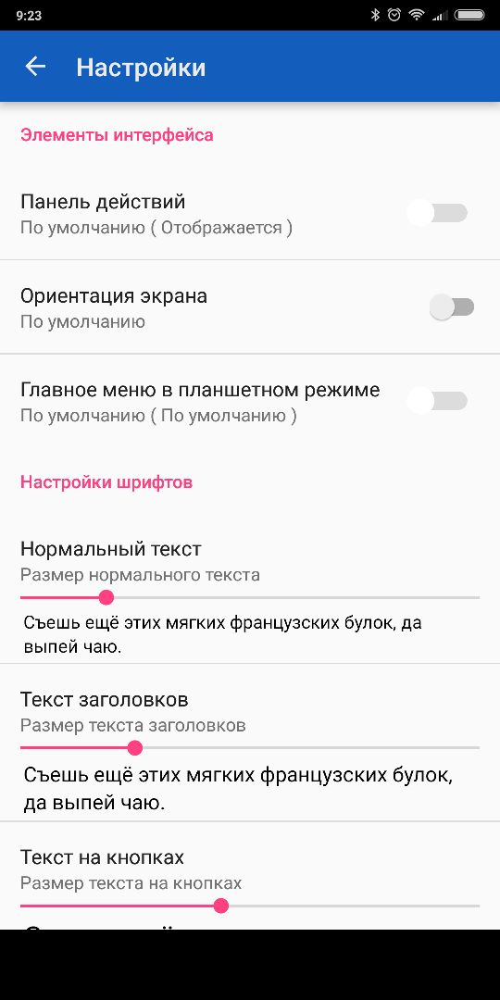 9:23
Настройки
Элементы интерфейса
Панель действий
По умолчанию ( Отображается )
Ориентация экрана
По умолчанию
Главное меню в планшетном режиме
По умолчанию ( По умолчанию )
Настройки шрифтов
Нормальный текст
Размер нормального текста
Съешь ещё этих мягких французских булок, да
выпей чаю.
Текст заголовков
Размер текста заголовков
Съешь ещё этих мягких французских булок,
да выпей чаю.
Текст на кнопках
Размер текста на кнопках